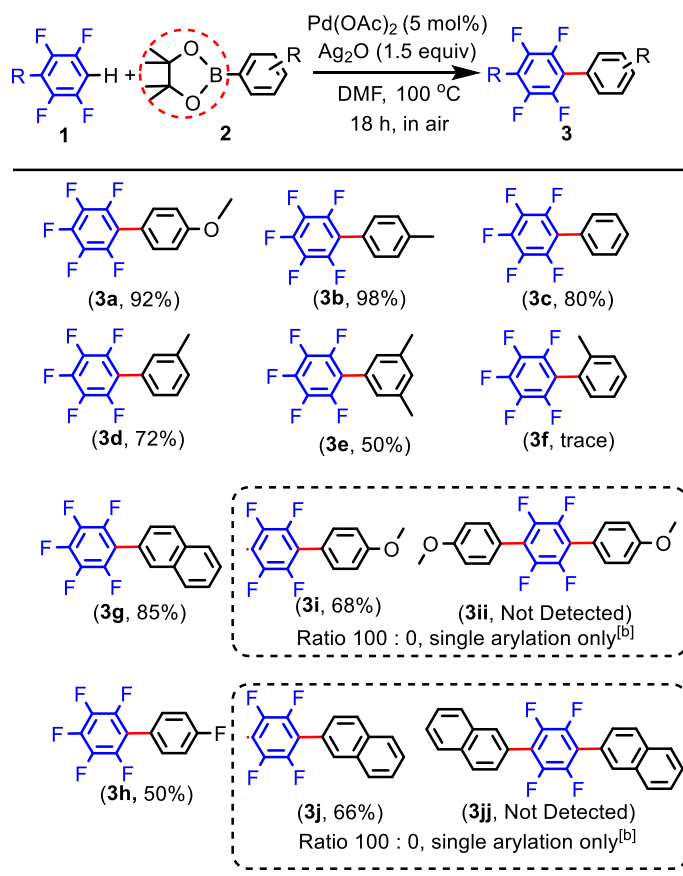 F F R H F F 1
+
O B O R 2
Pd(OAc)2 (5 mol%)
Ag2O (1.5 equiv)
DMF, 100 °C
18 h, in air
F F R F F R 3
F F F F F O
(3a, 92%)
F F F F F
(3b, 98%)
F F F F F
(3c, 80%)
F F F F F
(3d, 72%)
F F F F F
(3e, 50%)
F F F F F
(3f, trace)
F F F F F
(3g, 85%)
F F F F O
(3i, 68%)
O F F F F O
(3ii, Not Detected)
Ratio 100 : 0, single arylation only[b]
F F F F F F
(3h, 50%)
F F F F
(3j, 66%)
F F F F
(3jj, Not Detected)
Ratio 100 : 0, single arylation only[b]